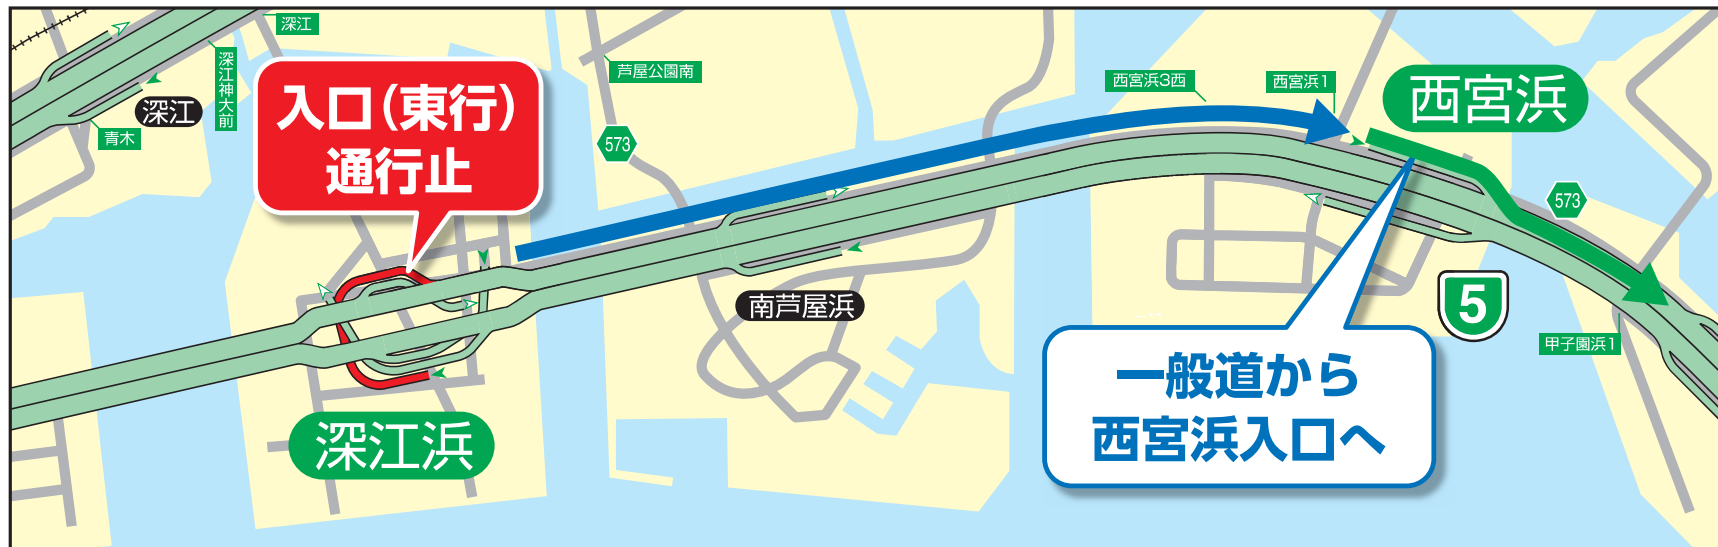 深江
深江神大前
深江
青木
入口(東行)
通行止
芦屋公園南
573
西宮浜3西
西宮浜1
西宮浜
573
南芦屋浜
5
甲子園浜1
一般道から
西宮浜入口へ
深江浜